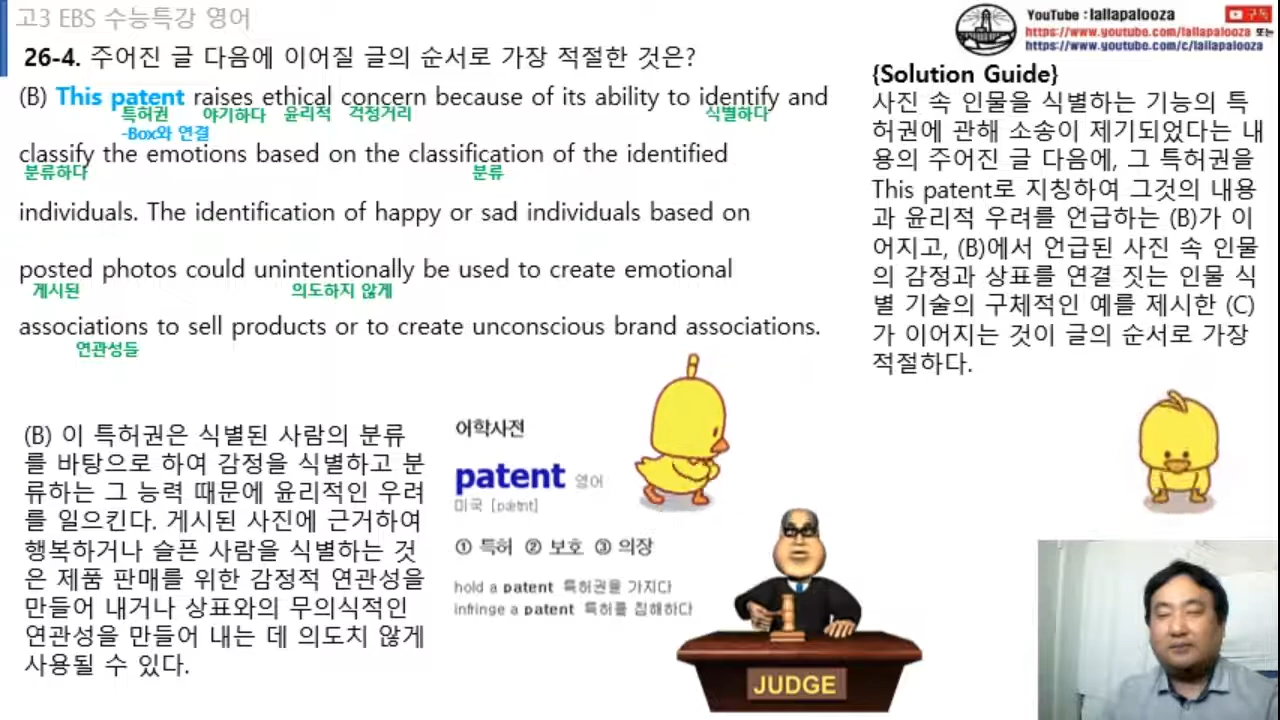 고3 EBS 수능특강 영어
YouTube : lallapalooza
구독
https://www.youtube.com/lallapalooza 또는
https://www.youtube.com/c/lallapalooza
26-4. 주어진 글 다음에 이어질 글의 순서로 가장 적절한 것은?
(B) This patent raises ethical concern because of its ability to identify and
특허권 야기하다 윤리적 걱정거리 식별하다
-Box와 연결
classify the emotions based on the classification of the identified
분류하다 분류
individuals. The identification of happy or sad individuals based on
posted photos could unintentionally be used to create emotional
게시된 의도하지 않게
associations to sell products or to create unconscious brand associations.
연관성들
{Solution Guide}
사진 속 인물을 식별하는 기능의 특
허권에 관해 소송이 제기되었다는 내
용의 주어진 글 다음에, 그 특허권을
This patent로 지칭하여 그것의 내용
과 윤리적 우려를 언급하는 (B)가 이
어지고, (B)에서 언급된 사진 속 인물
의 감정과 상표를 연결 짓는 인물 식
별 기술의 구체적인 예를 제시한 (C)
가 이어지는 것이 글의 순서로 가장
적절하다.
(B) 이 특허권은 식별된 사람의 분류
를 바탕으로 하여 감정을 식별하고 분
류하는 그 능력 때문에 윤리적인 우려
를 일으킨다. 게시된 사진에 근거하여
행복하거나 슬픈 사람을 식별하는 것
은 제품 판매를 위한 감정적 연관성을
만들어 내거나 상표와의 무의식적인
연관성을 만들어 내는 데 의도치 않게
사용될 수 있다.
어학사전
patent 영어
미국 [pætnt]
① 특허 ② 보호 ③ 의장
hold a patent 특허권을 가지다
infringe a patent 특허를 침해하다
JUDGE